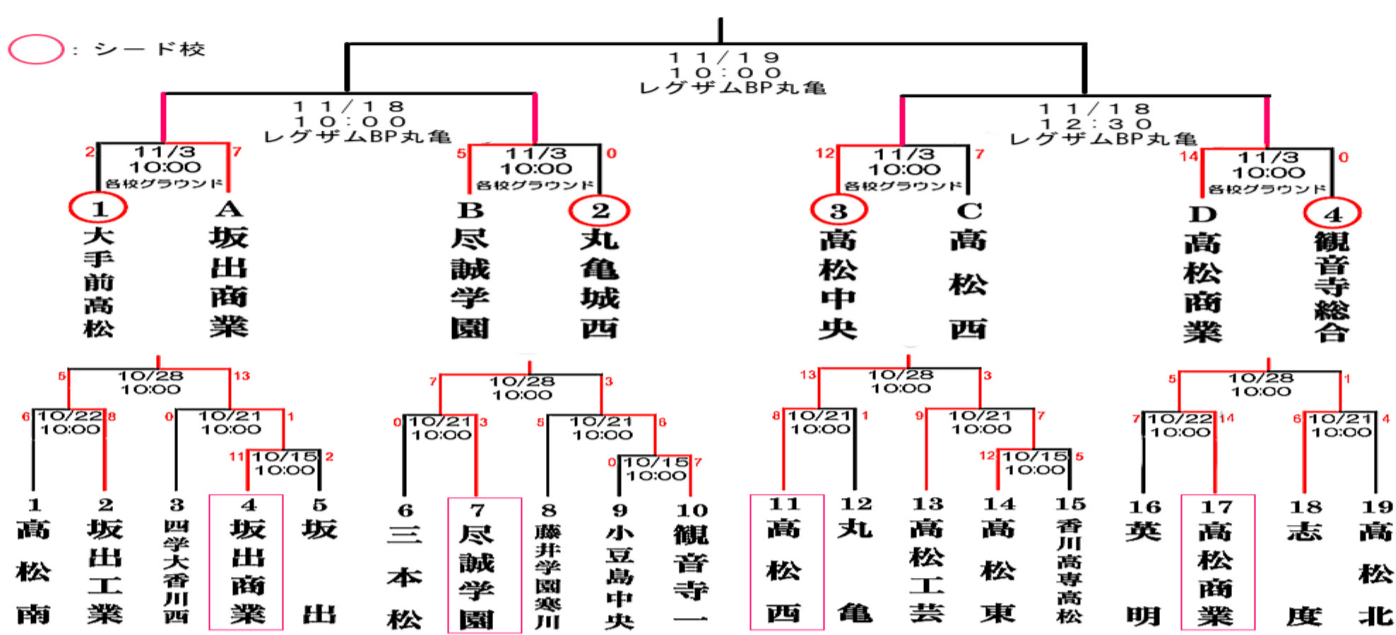 ：シード校
11/19
10:00
レグザムBP丸亀
11/18
10:00
レグザムBP丸亀
11/18
12:30
レグザムBP丸亀
2 11/3 7
10:00
各校グラウンド
5 11/3 0
10:00
各校グラウンド
12 11/3 7
10:00
各校グラウンド
14 11/3 0
10:00
各校グラウンド
1
大手前高松
A
坂出商業
B
尽誠学園
2
丸亀城西
3
高松中央
C
高松西
D
高松商業
4
観音寺総合
5 10/28 13
10:00
7 10/28 3
10:00
13 10/28 3
10:00
5 10/28 1
10:00
6 10/22 8
10:00
0 10/21 1
10:00
11 10/15 2
10:00
0 10/21 3
10:00
5 10/21 6
10:00
0 10/15 7
10:00
8 10/21 1
10:00
9 10/21 7
10:00
12 10/15 5
10:00
7 10/22 14
10:00
6 10/21 4
10:00
1
高松南
2
坂出工業
3
四学大香川西
4
坂出商業
5
坂出
6
三本松
7
尽誠学園
8
藤井学園寒川
9
小豆島中央
10
観音寺一
11
高松西
12
丸亀
13
高松工芸
14
高松東
15
香川高専高松
16
英明
17
高松商業
18
志度
19
高松北